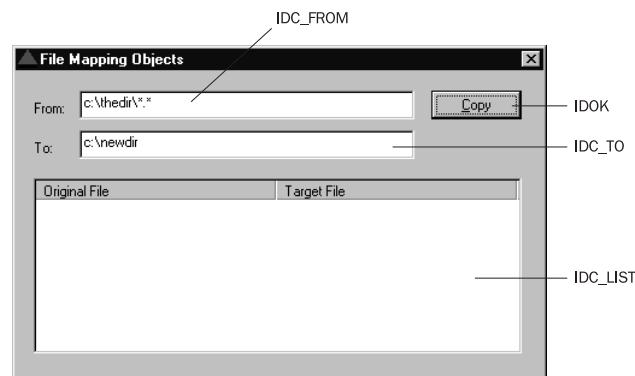 IDC_FROM
File Mapping Objects
From: c:\thedir\*.* Copy IDOK
To: c:\newdir IDC_TO
Original File Target File
IDC_LIST